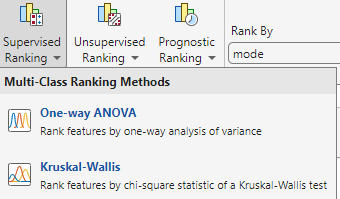 Supervised Ranking
Unsupervised Ranking
Prognostic Ranking
Rank By
mode
Multi-Class Ranking Methods
One-way ANOVA
Rank features by one-way analysis of variance
Kruskal-Wallis
Rank features by chi-square statistic of a Kruskal-Wallis test